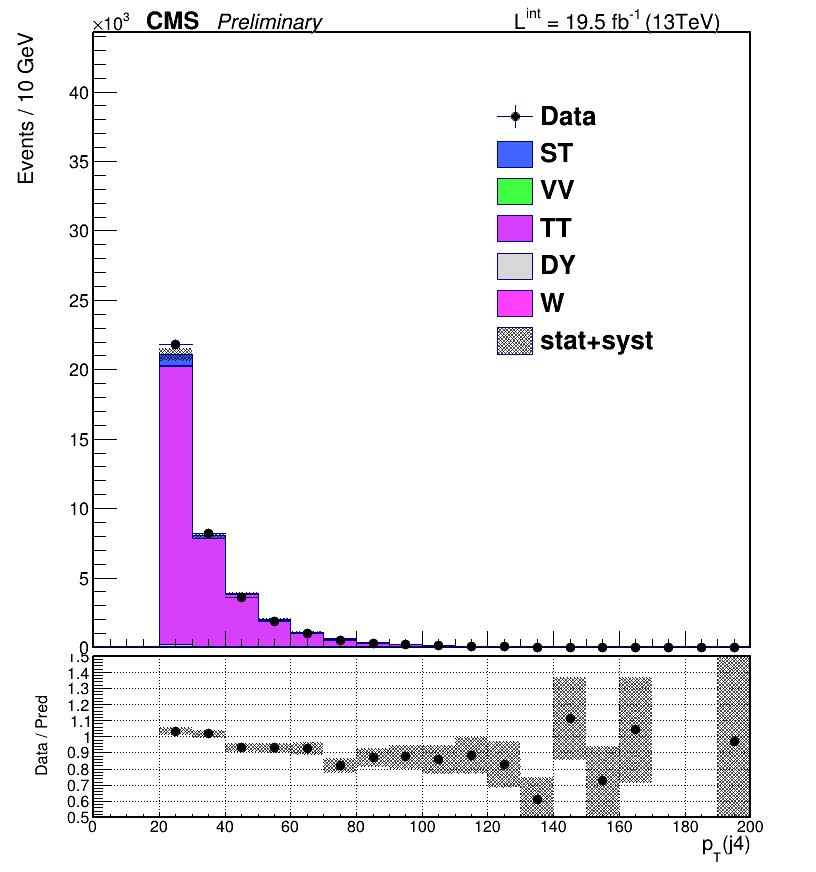 ×10³ CMS Preliminary L^int = 19.5 fb⁻¹ (13TeV)
Events / 10 GeV
40
35
30
25
20
15
10
5
0
Data
ST
VV
TT
DY
W
stat+syst
Data / Pred
1.5
1.4
1.3
1.2
1.1
1
0.9
0.8
0.7
0.6
0.5
0 20 40 60 80 100 120 140 160 180 200
p_T(j4)